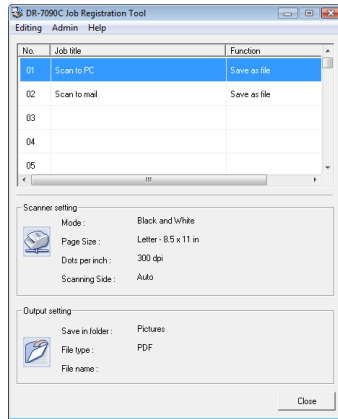 DR-7090C Job Registration Tool
Editing Admin Help
No. Job title Function
01 Scan to PC Save as file
02 Scan to mail Save as file
03
04
05
Scanner setting
Mode : Black and White
Page Size : Letter - 8.5 x 11 in
Dots per inch : 300 dpi
Scanning Side : Auto
Output setting
Save in folder : Pictures
File type : PDF
File name :
Close